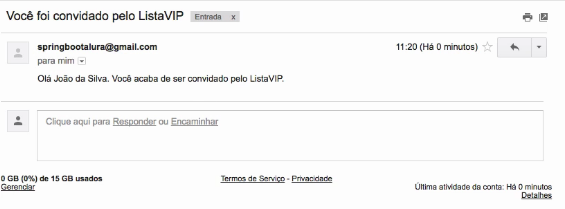 Você foi convidado pelo ListaVIP Entrada x
springbootalura@gmail.com 11:20 (Há 0 minutos)
para mim
Olá João da Silva. Você acaba de ser convidado pelo ListaVIP.
Clique aqui para Responder ou Encaminhar
0 GB (0%) de 15 GB usados
Gerenciar
Termos de Serviço - Privacidade
Última atividade da conta: Há 0 minutos
Detalhes